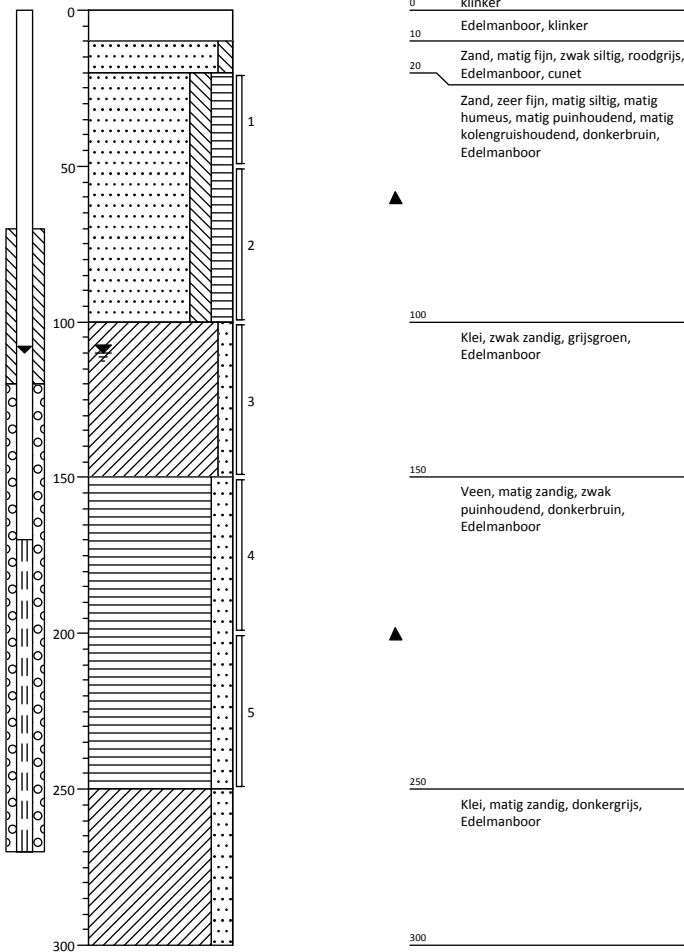 0
50
100
150
200
250
300
1
2
3
4
5
0
klinker
Edelmanboor, klinker
10
Zand, matig fijn, zwak siltig, roodgrijs,
Edelmanboor, cunet
20
Zand, zeer fijn, matig siltig, matig
humeus, matig puinhoudend, matig
kolengruishoudend, donkerbruin,
Edelmanboor
100
Klei, zwak zandig, grijsgroen,
Edelmanboor
150
Veen, matig zandig, zwak
puinhoudend, donkerbruin,
Edelmanboor
250
Klei, matig zandig, donkergrijs,
Edelmanboor
300